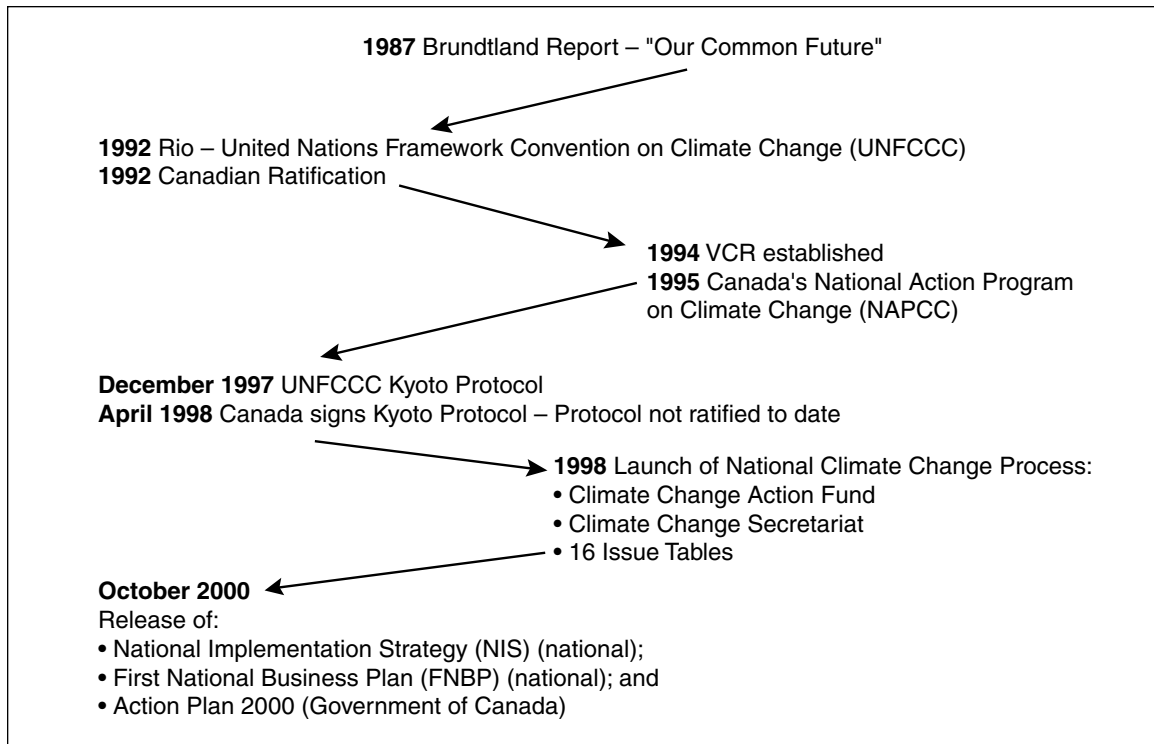 1987 Brundtland Report – "Our Common Future"
1992 Rio – United Nations Framework Convention on Climate Change (UNFCCC)
1992 Canadian Ratification
1994 VCR established
1995 Canada's National Action Program
on Climate Change (NAPCC)
December 1997 UNFCCC Kyoto Protocol
April 1998 Canada signs Kyoto Protocol – Protocol not ratified to date
1998 Launch of National Climate Change Process:
• Climate Change Action Fund
• Climate Change Secretariat
• 16 Issue Tables
October 2000
Release of:
• National Implementation Strategy (NIS) (national);
• First National Business Plan (FNBP) (national); and
• Action Plan 2000 (Government of Canada)